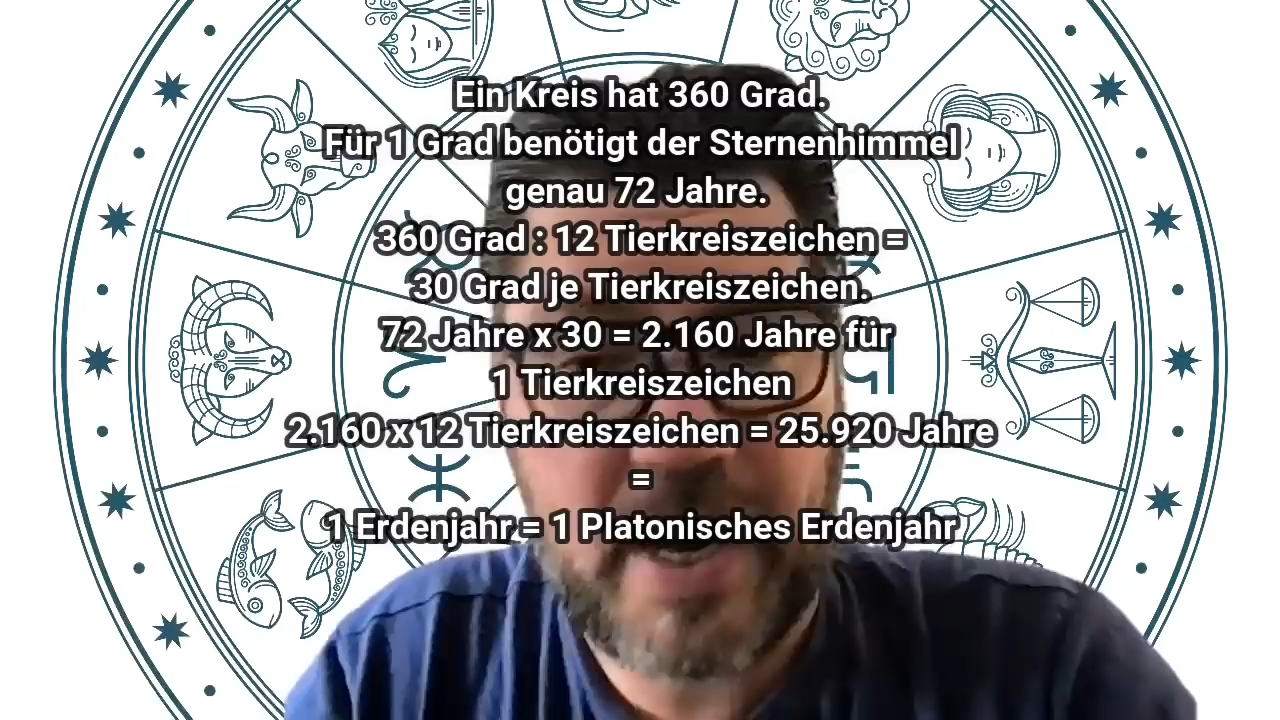 Ein Kreis hat 360 Grad.
Für 1 Grad benötigt der Sternenhimmel
genau 72 Jahre.
360 Grad : 12 Tierkreiszeichen =
30 Grad je Tierkreiszeichen.
72 Jahre x 30 = 2.160 Jahre für
1 Tierkreiszeichen
2.160 x 12 Tierkreiszeichen = 25.920 Jahre
=
1 Erdenjahr = 1 Platonisches Erdenjahr